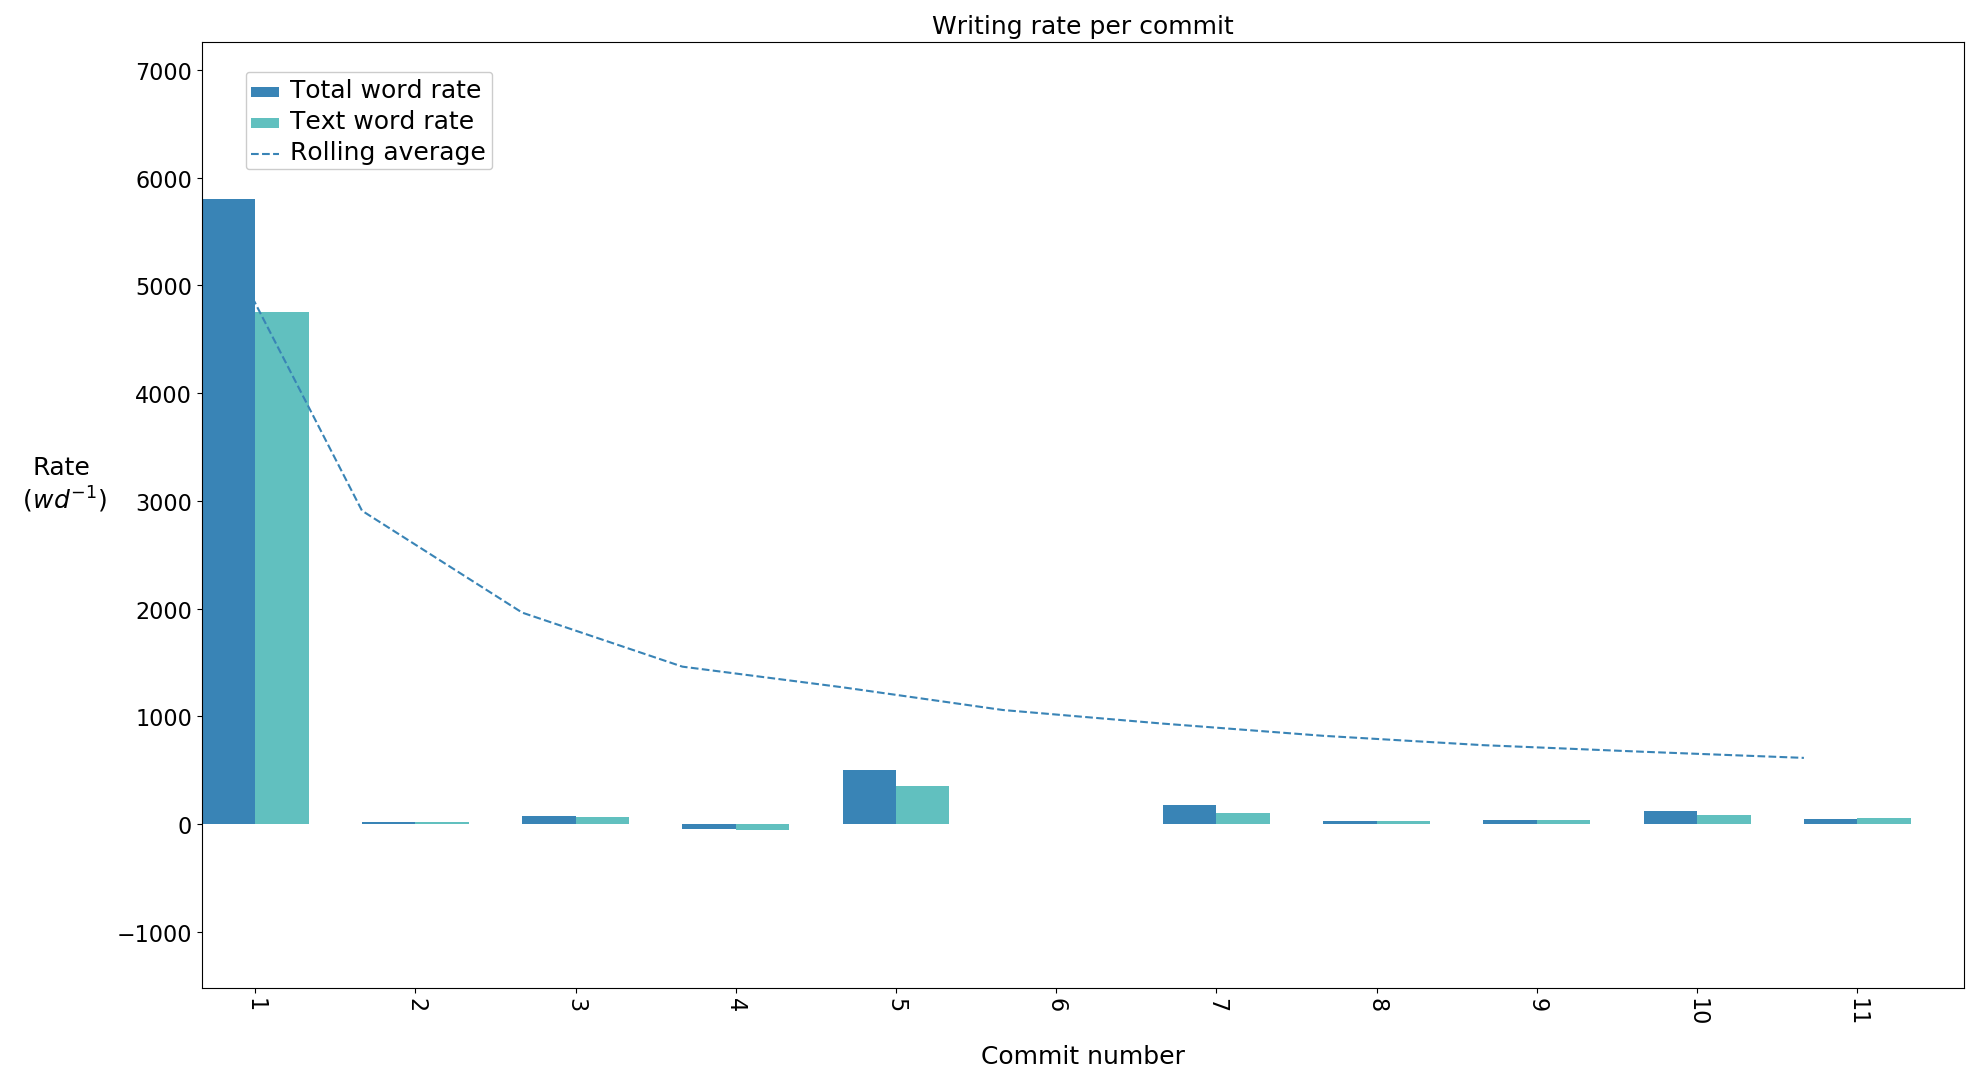 Writing rate per commit
7000
6000
5000
4000
3000
2000
1000
0
−1000
Total word rate
Text word rate
Rolling average
Rate
(wd⁻¹)
1 2 3 4 5 6 7 8 9 10 11
Commit number